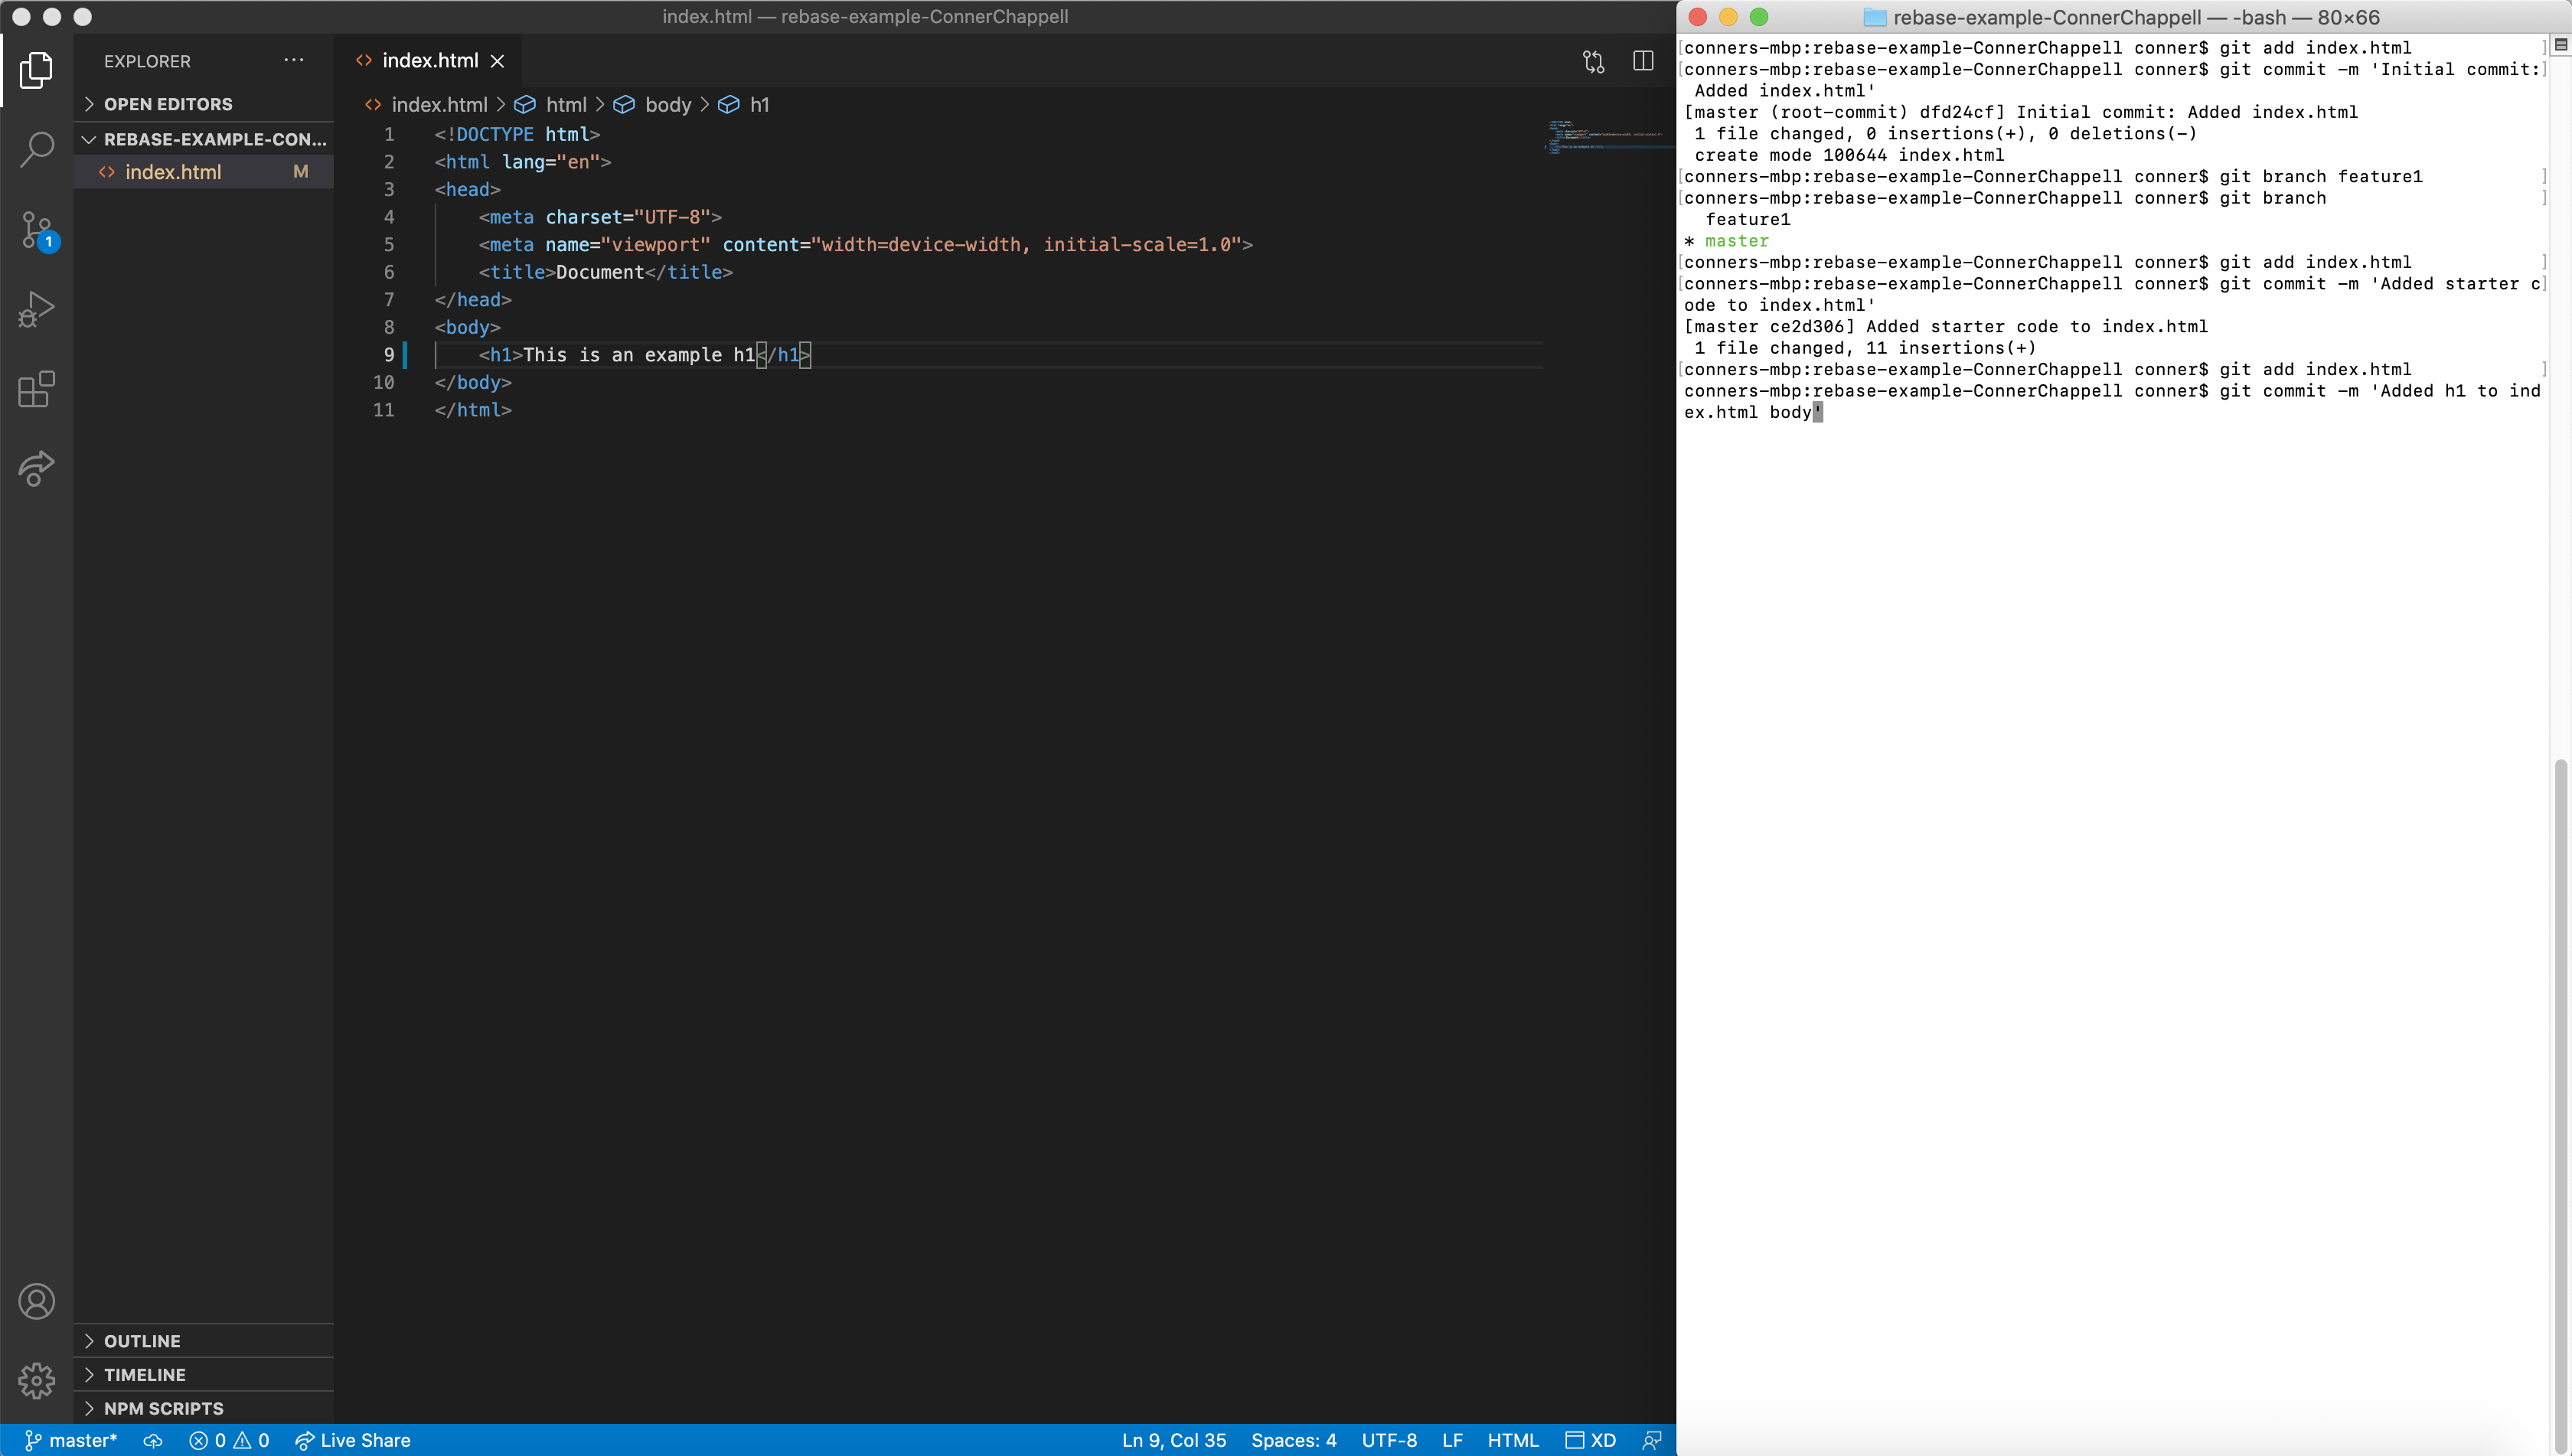 index.html — rebase-example-ConnerChappell
EXPLORER
OPEN EDITORS
REBASE-EXAMPLE-CON...
index.html M
1
index.html
index.html > html > body > h1
1 <!DOCTYPE html>
2 <html lang="en">
3 <head>
4 <meta charset="UTF-8">
5 <meta name="viewport" content="width=device-width, initial-scale=1.0">
6 <title>Document</title>
7 </head>
8 <body>
9 <h1>This is an example h1</h1>
10 </body>
11 </html>
OUTLINE
TIMELINE
NPM SCRIPTS
master* 0 0 Live Share Ln 9, Col 35 Spaces: 4 UTF-8 LF HTML XD
rebase-example-ConnerChappell — -bash — 80×66
[conners-mbp:rebase-example-ConnerChappell conner$ git add index.html ]
[conners-mbp:rebase-example-ConnerChappell conner$ git commit -m 'Initial commit:]
Added index.html'
[master (root-commit) dfd24cf] Initial commit: Added index.html
1 file changed, 0 insertions(+), 0 deletions(-)
create mode 100644 index.html
[conners-mbp:rebase-example-ConnerChappell conner$ git branch feature1 ]
[conners-mbp:rebase-example-ConnerChappell conner$ git branch ]
feature1
* master
[conners-mbp:rebase-example-ConnerChappell conner$ git add index.html ]
[conners-mbp:rebase-example-ConnerChappell conner$ git commit -m 'Added starter c]
ode to index.html'
[master ce2d306] Added starter code to index.html
1 file changed, 11 insertions(+)
[conners-mbp:rebase-example-ConnerChappell conner$ git add index.html ]
conners-mbp:rebase-example-ConnerChappell conner$ git commit -m 'Added h1 to ind
ex.html body'